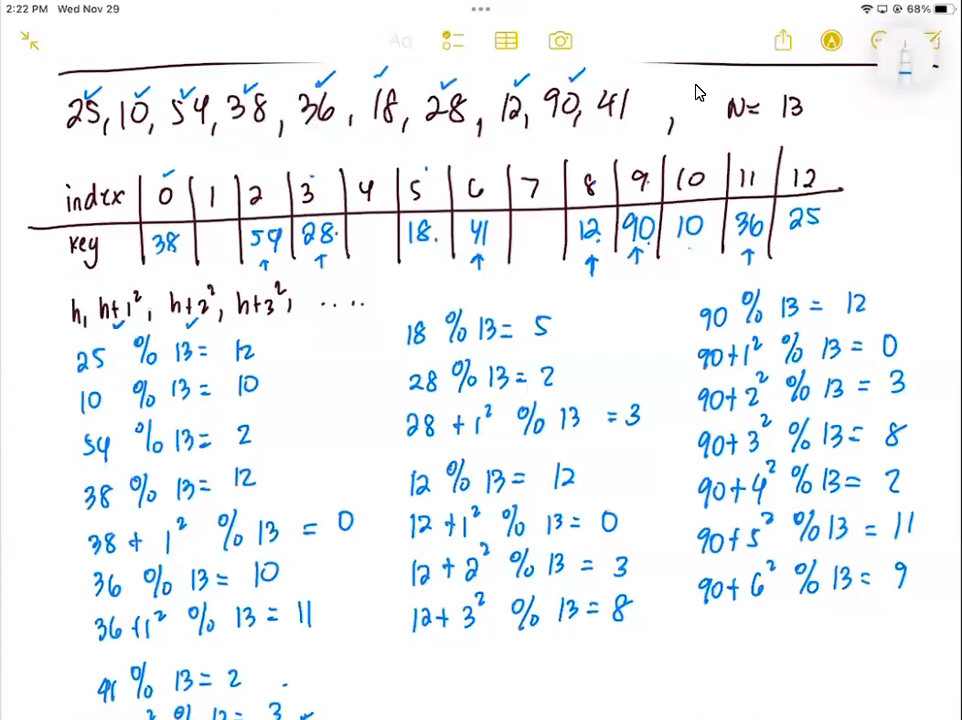 2:22 PM Wed Nov 29
68%
25, 10, 54, 38, 36, 18, 28, 12, 90, 41, N= 13
index 0 1 2 3 4 5 6 7 8 9 10 11 12
key 38 54 28 18 41 12 90 10 36 25
h, h+1², h+2², h+3², .....
25 % 13 = 12
10 % 13 = 10
54 % 13 = 2
38 % 13 = 12
38 + 1² % 13 = 0
36 % 13 = 10
36 + 1² % 13 = 11
41 % 13 = 2
² % 13 = 3
18 % 13 = 5
28 % 13 = 2
28 + 1² % 13 = 3
12 % 13 = 12
12 + 1² % 13 = 0
12 + 2² % 13 = 3
12 + 3² % 13 = 8
90 % 13 = 12
90 + 1² % 13 = 0
90 + 2² % 13 = 3
90 + 3² % 13 = 8
90 + 4² % 13 = 2
90 + 5² % 13 = 11
90 + 6² % 13 = 9